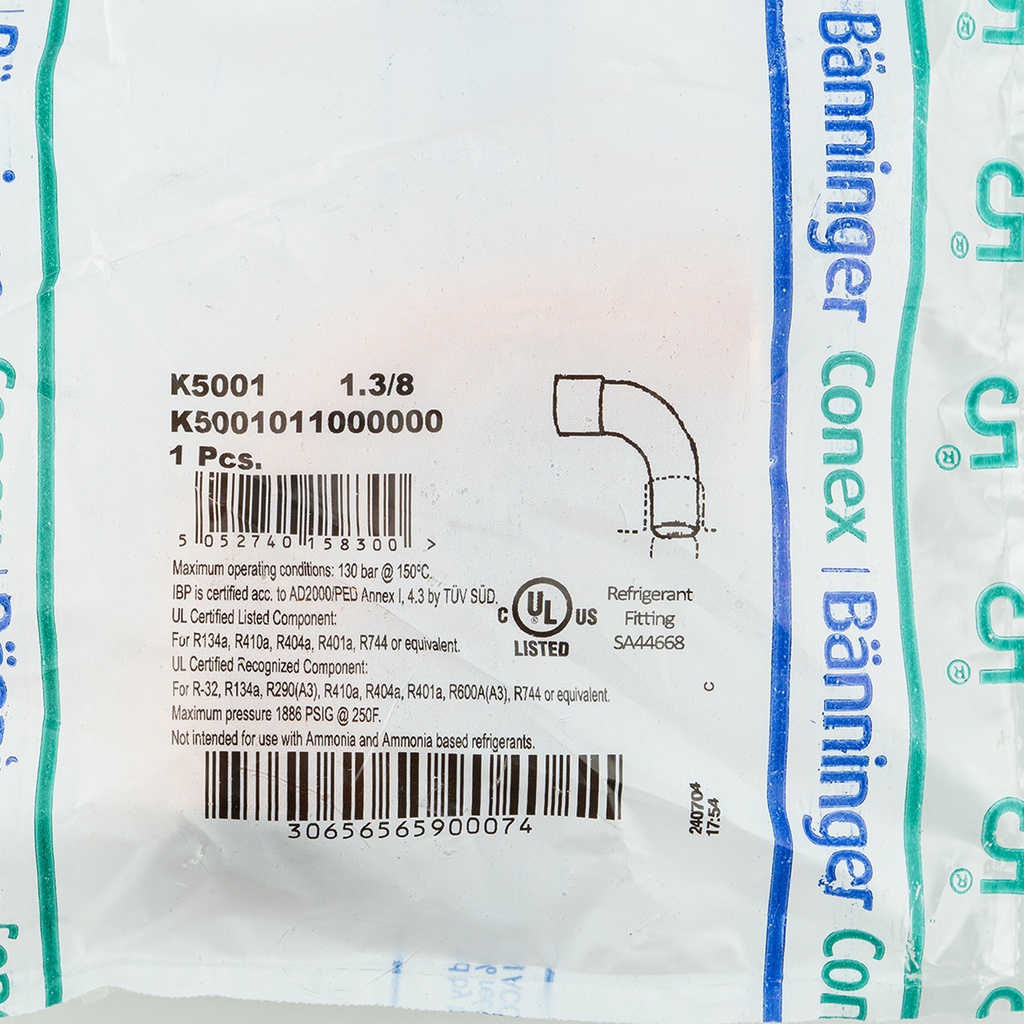 K5001 1.3/8
K5001011000000
1 Pcs.
5 052740 158300 >
Maximum operating conditions: 130 bar @ 150°C.
IBP is certified acc. to AD2000/PED Annex I, 4.3 by TÜV SÜD.
UL Certified Listed Component:
For R134a, R410a, R404a, R401a, R744 or equivalent.
UL Certified Recognized Component:
For R-32, R134a, R290(A3), R410a, R404a, R401a, R600A(A3), R744 or equivalent.
Maximum pressure 1886 PSIG @ 250F.
Not intended for use with Ammonia and Ammonia based refrigerants.
30656565900074
C UL ® US
LISTED
Refrigerant
Fitting
SA44668
C
240704
17:54
Bänninger Conex | Bänninger Con
®
®
®
®
®